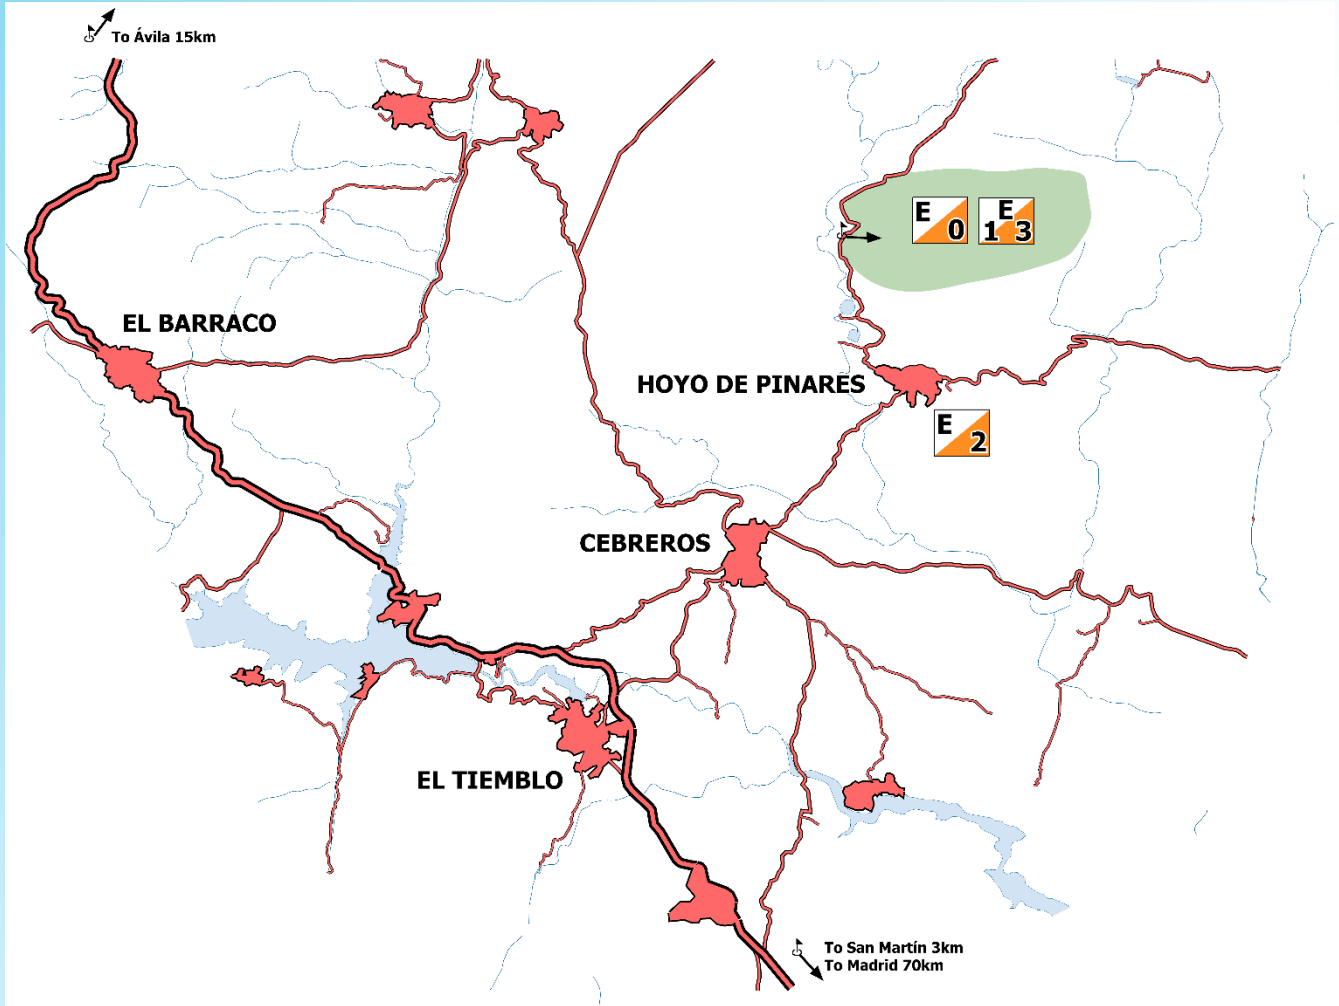 To Ávila 15km
E
0
E
1 3
EL BARRACO
HOYO DE PINARES
E
2
CEBREROS
EL TIEMBLO
To San Martín 3km
To Madrid 70km